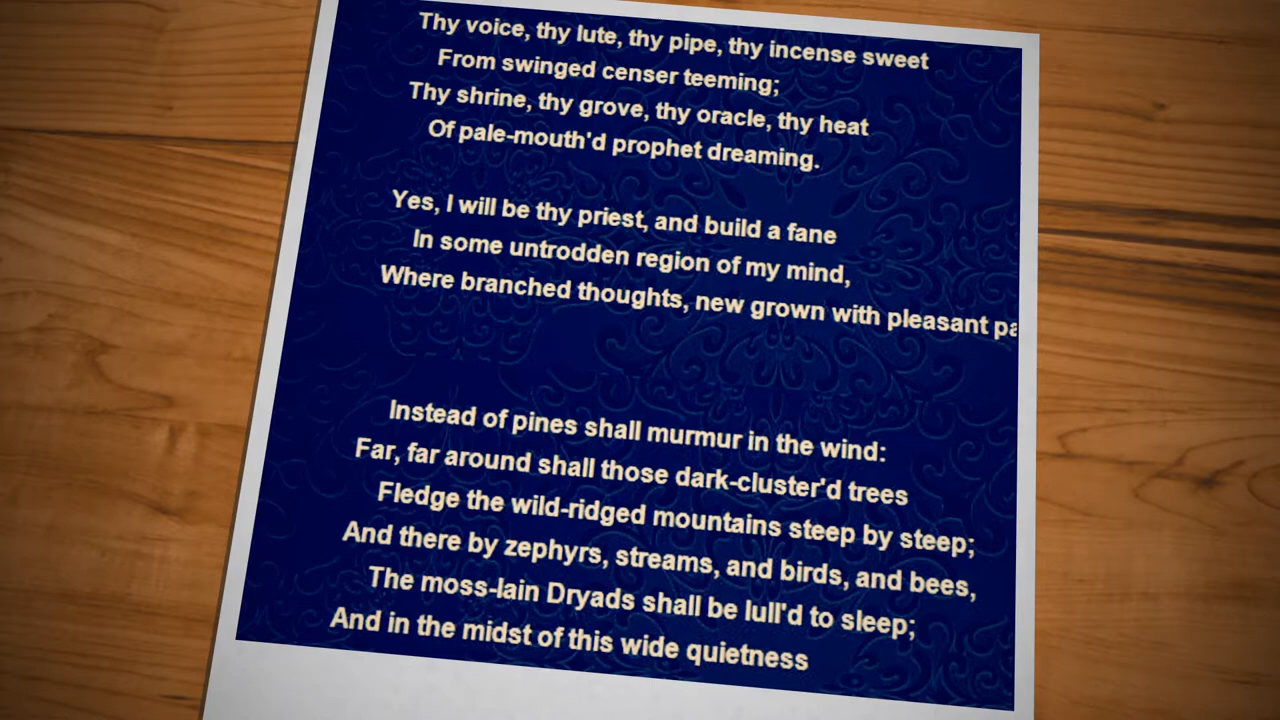 Thy voice, thy lute, thy pipe, thy incense sweet
From swinged censer teeming;
Thy shrine, thy grove, thy oracle, thy heat
Of pale-mouth'd prophet dreaming.
Yes, I will be thy priest, and build a fane
In some untrodden region of my mind,
Where branched thoughts, new grown with pleasant
Instead of pines shall murmur in the wind:
Far, far around shall those dark-cluster'd trees
Fledge the wild-ridged mountains steep by steep;
And there by zephyrs, streams, and birds, and bees,
The moss-lain Dryads shall be lull'd to sleep;
And in the midst of this wide quietness